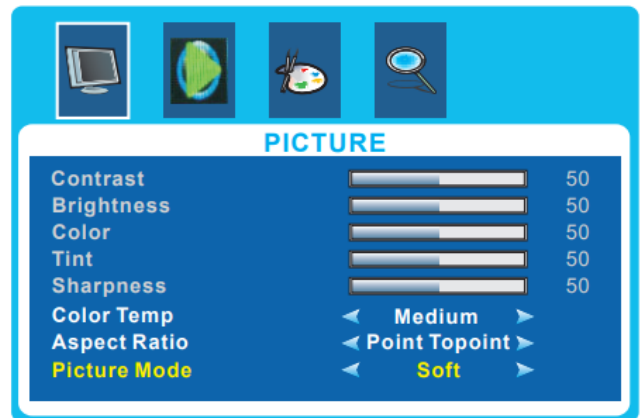 PICTURE
Contrast 50
Brightness 50
Color 50
Tint 50
Sharpness 50
Color Temp Medium
Aspect Ratio Point Topoint
Picture Mode Soft